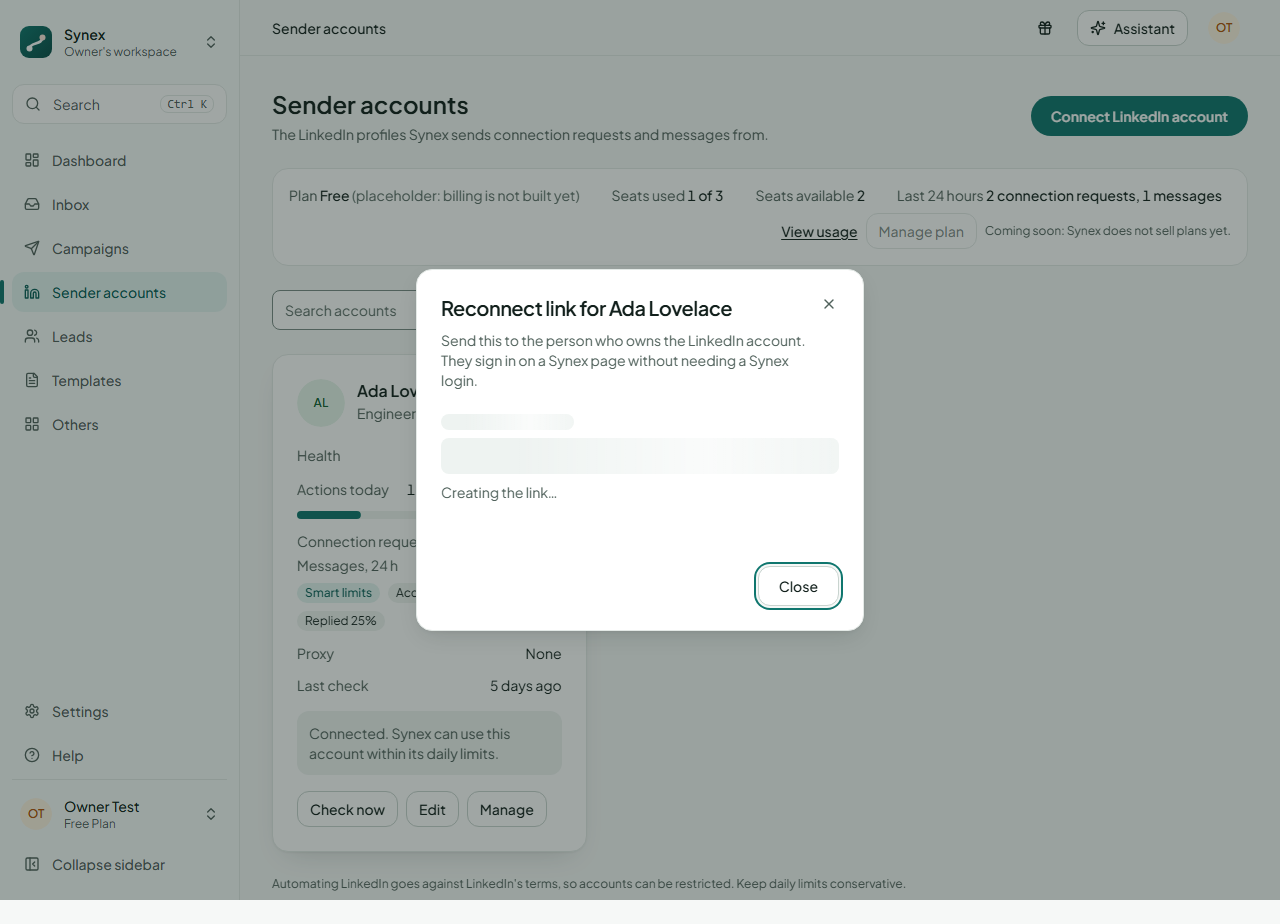 Synex
Owner's workspace
Search
Ctrl K
Dashboard
Inbox
Campaigns
Sender accounts
Leads
Templates
Others
Settings
Help
OT
Owner Test
Free Plan
Collapse sidebar
Sender accounts
Assistant
OT
Sender accounts
The LinkedIn profiles Synex sends connection requests and messages from.
Connect LinkedIn account
Plan Free (placeholder: billing is not built yet)
Seats used 1 of 3
Seats available 2
Last 24 hours 2 connection requests, 1 messages
View usage
Manage plan
Coming soon: Synex does not sell plans yet.
Search accounts
AL
Ada
Engineer
Health
Actions today
Connection
Messages, 24 h
Smart limits
Replied 25%
Proxy
None
Last check
5 days ago
Connected. Synex can use this
account within its daily limits.
Check now
Edit
Manage
Reconnect link for Ada Lovelace
Send this to the person who owns the LinkedIn account.
They sign in on a Synex page without needing a Synex
login.
Creating the link…
Close
Automating LinkedIn goes against LinkedIn's terms, so accounts can be restricted. Keep daily limits conservative.